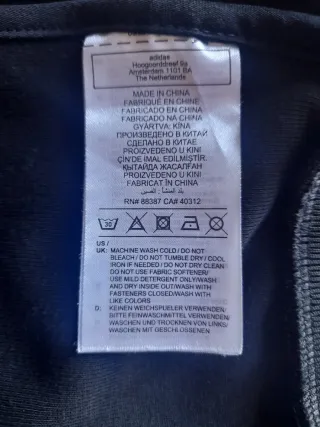 adidas
Hoogoorddreef 9a
Amsterdam 1101 BA
The Netherlands
MADE IN CHINA
FABRIQUÉ EN CHINE
FABRICADO EN CHINA
FABRICADO NA CHINA
GYÁRTVA: KÍNA
ПРОИЗВЕДЕНО В КИТАЙ
СДЕЛАНО В КИТАЕ
PROIZVEDENO U KINI
ÇİN'DE İMAL EDİLMİŞTİR.
ҚЫТАЙДА ЖАСАЛҒАН
PROIZVEDENO U KINI
FABRICAT ÎN CHINA
بلد المنشأ: الصين
RN# 88387 CA# 40312
30
US /
UK: MACHINE WASH COLD/ DO NOT
BLEACH/ DO NOT TUMBLE DRY/ COOL
IRON IF NEEDED/ DO NOT DRY CLEAN
DO NOT USE FABRIC SOFTENER/
USE MILD DETERGENT ONLY/WASH
AND DRY INSIDE OUT/WASH WITH
FASTENERS CLOSED/WASH WITH
LIKE COLORS
D: KEINEN WEICHSPUELER VERWENDEN/
BITTE FEINWASCHMITTEL VERWENDEN/
WASCHEN UND TROCKNEN VON LINKS/
WASCHEN MIT GESCHLOSSENEN